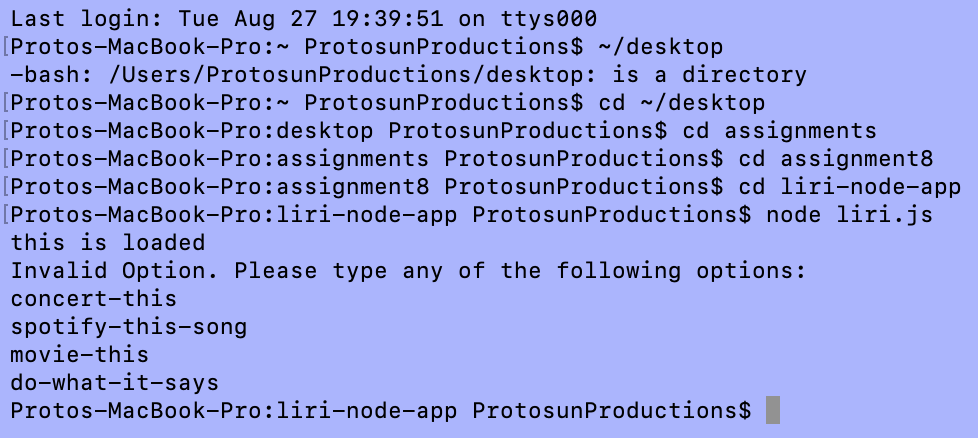 Last login: Tue Aug 27 19:39:51 on ttys000
[Protos-MacBook-Pro:~ ProtosunProductions$ ~/desktop
-bash: /Users/ProtosunProductions/desktop: is a directory
[Protos-MacBook-Pro:~ ProtosunProductions$ cd ~/desktop
[Protos-MacBook-Pro:desktop ProtosunProductions$ cd assignments
[Protos-MacBook-Pro:assignments ProtosunProductions$ cd assignment8
[Protos-MacBook-Pro:assignment8 ProtosunProductions$ cd liri-node-app
[Protos-MacBook-Pro:liri-node-app ProtosunProductions$ node liri.js
this is loaded
Invalid Option. Please type any of the following options:
concert-this
spotify-this-song
movie-this
do-what-it-says
Protos-MacBook-Pro:liri-node-app ProtosunProductions$